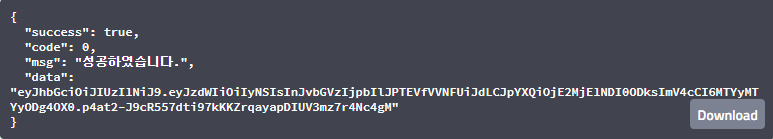 {
"success": true,
"code": 0,
"msg": "성공하였습니다.",
"data":
"eyJhbGciOiJIUzI1NiJ9.eyJzdWIiOiIyNSIsInJvbGVzIjpbIlJPTEVfVVNFUiJdLCJpYXQiOjE2MjE1NDI0ODksImV4cCI6MTYyMT
YyODg4OX0.p4at2-J9cR557dti97kKKZrqayapDIUV3mz7r4Nc4gM"
}
Download